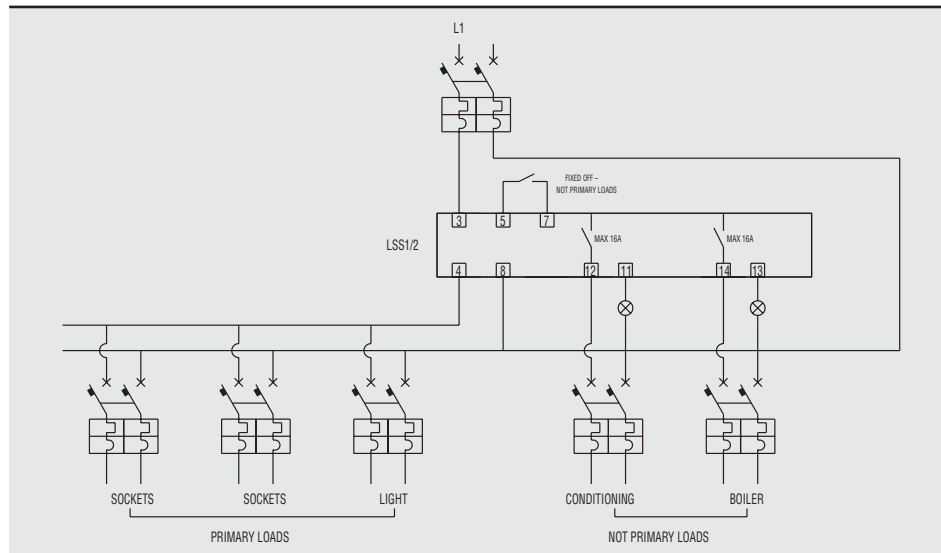 L1
FIXED OFF –
NOT PRIMARY LOADS
3 5 7
LSS1/2
MAX 16A MAX 16A
4 8 12 11 14 13
SOCKETS SOCKETS LIGHT CONDITIONING BOILER
PRIMARY LOADS NOT PRIMARY LOADS